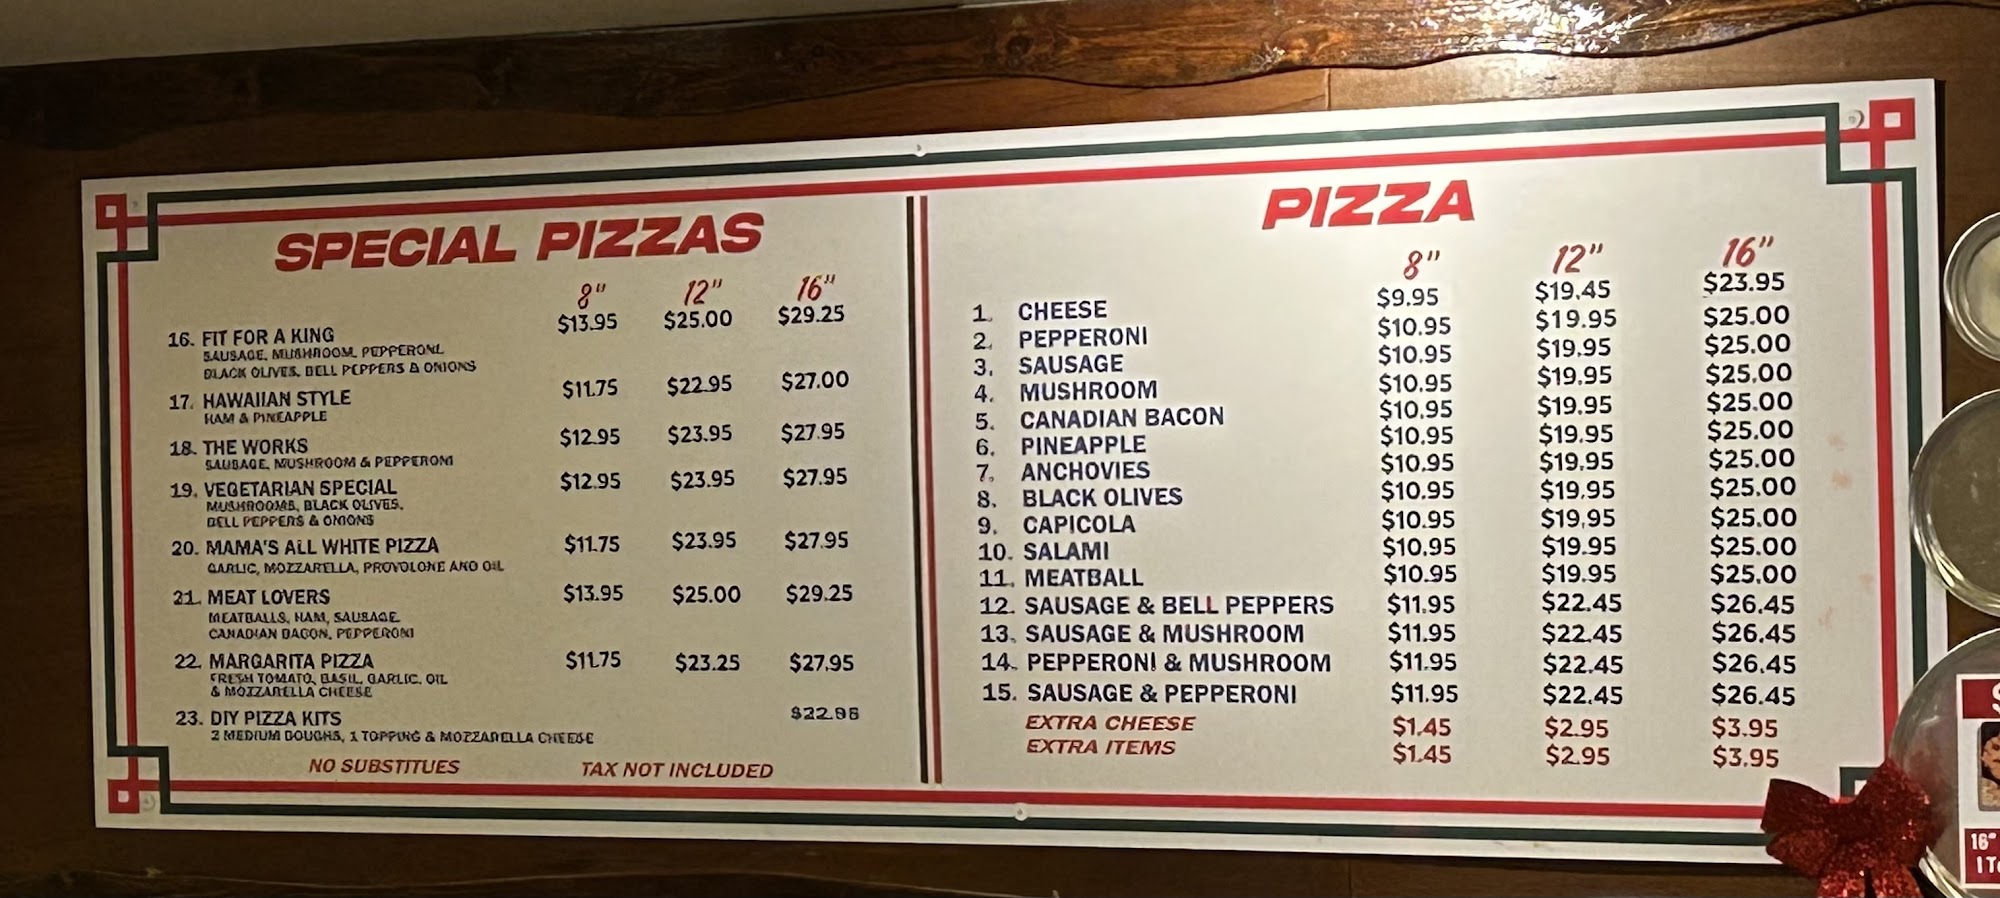 SPECIAL PIZZAS
8" 12" 16"
16. FIT FOR A KING $13.95 $25.00 $29.25
SAUSAGE, MUSHROOM, PEPPERONI,
BLACK OLIVES, BELL PEPPERS & ONIONS
17. HAWAIIAN STYLE $11.75 $22.95 $27.00
HAM & PINEAPPLE
18. THE WORKS $12.95 $23.95 $27.95
SAUSAGE, MUSHROOM & PEPPERONI
19. VEGETARIAN SPECIAL $12.95 $23.95 $27.95
MUSHROOMS, BLACK OLIVES,
BELL PEPPERS & ONIONS
20. MAMA'S ALL WHITE PIZZA $11.75 $23.95 $27.95
GARLIC, MOZZARELLA, PROVOLONE AND OIL
21. MEAT LOVERS $13.95 $25.00 $29.25
MEATBALLS, HAM, SAUSAGE
CANADIAN BACON, PEPPERONI
22. MARGARITA PIZZA $11.75 $23.25 $27.95
FRESH TOMATO, BASIL, GARLIC, OIL
& MOZZARELLA CHEESE
23. DIY PIZZA KITS
2 MEDIUM DOUGHS, 1 TOPPING & MOZZARELLA CHEESE
NO SUBSTITUES TAX NOT INCLUDED
PIZZA
8" 12" 16"
1. CHEESE $9.95 $19.45 $23.95
2. PEPPERONI $10.95 $19.95 $25.00
3. SAUSAGE $10.95 $19.95 $25.00
4. MUSHROOM $10.95 $19.95 $25.00
5. CANADIAN BACON $10.95 $19.95 $25.00
6. PINEAPPLE $10.95 $19.95 $25.00
7. ANCHOVIES $10.95 $19.95 $25.00
8. BLACK OLIVES $10.95 $19.95 $25.00
9. CAPICOLA $10.95 $19.95 $25.00
10. SALAMI $10.95 $19.95 $25.00
11. MEATBALL $10.95 $19.95 $25.00
12. SAUSAGE & BELL PEPPERS $11.95 $22.45 $26.45
13. SAUSAGE & MUSHROOM $11.95 $22.45 $26.45
14. PEPPERONI & MUSHROOM $11.95 $22.45 $26.45
15. SAUSAGE & PEPPERONI $11.95 $22.45 $26.45
EXTRA CHEESE $1.45 $2.95 $3.95
EXTRA ITEMS $1.45 $2.95 $3.95
16"